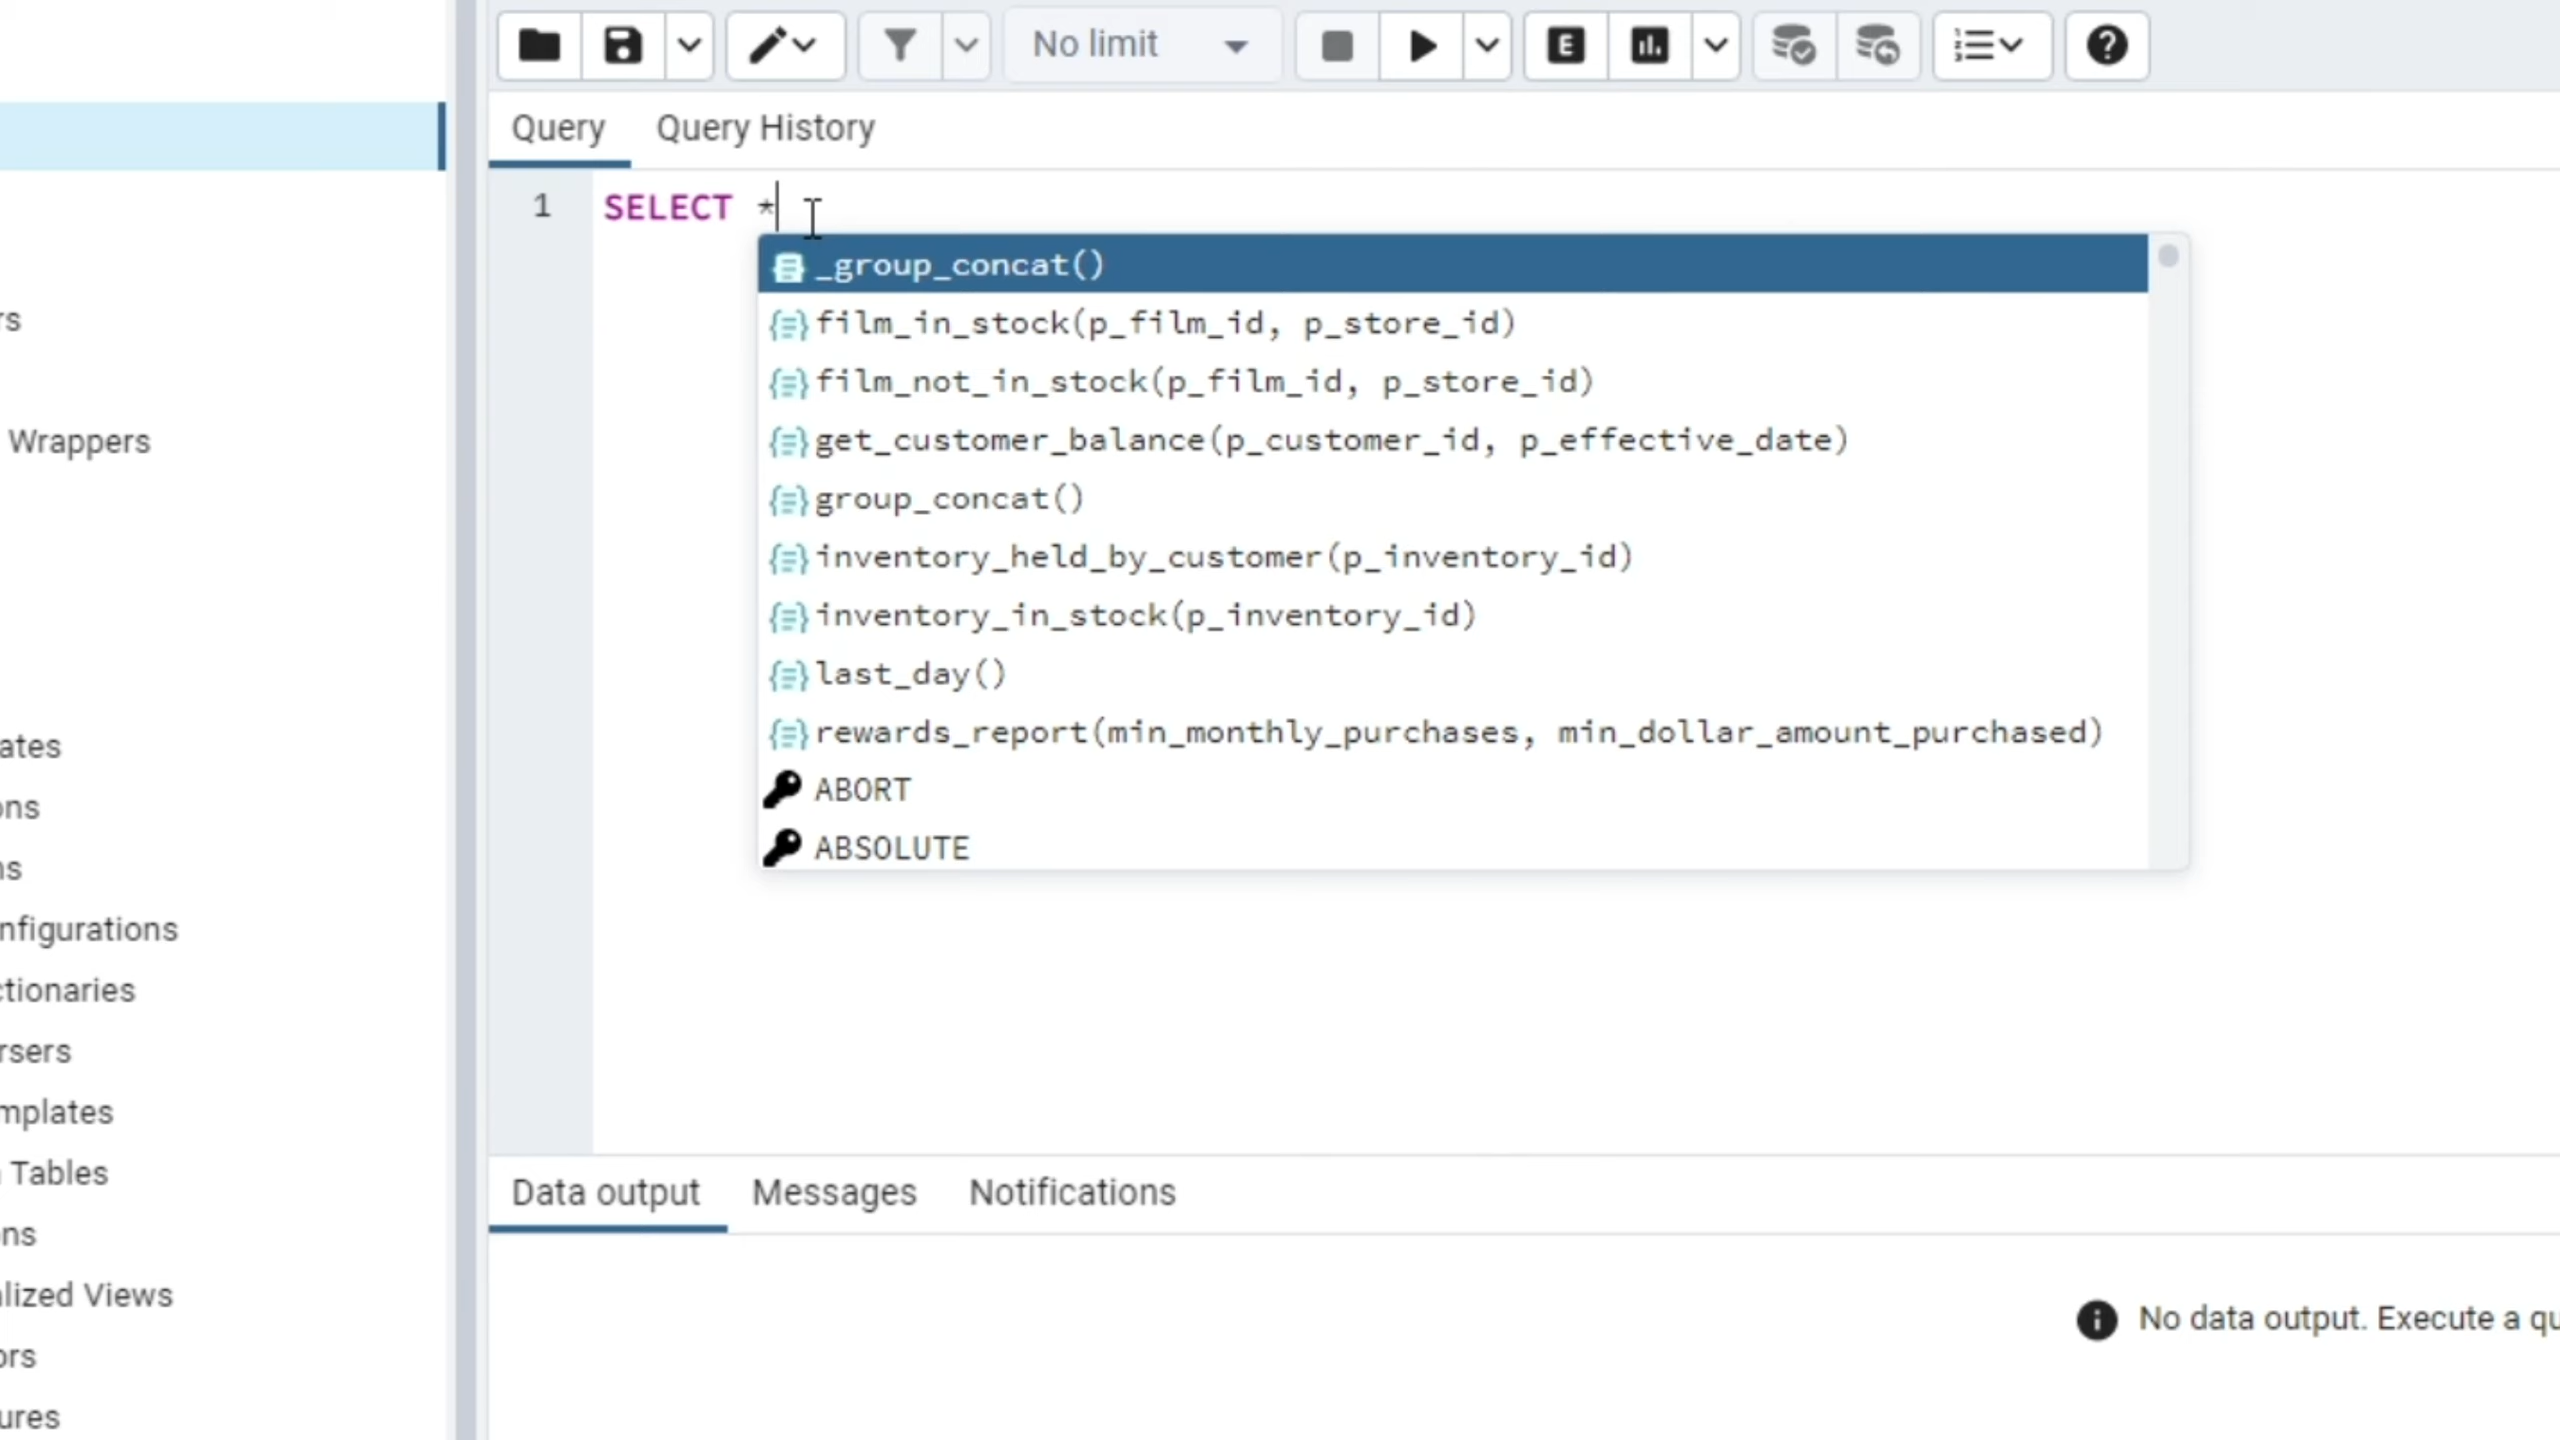 No limit
E
Query Query History
1 SELECT *
_group_concat()
film_in_stock(p_film_id, p_store_id)
film_not_in_stock(p_film_id, p_store_id)
get_customer_balance(p_customer_id, p_effective_date)
group_concat()
inventory_held_by_customer(p_inventory_id)
inventory_in_stock(p_inventory_id)
last_day()
rewards_report(min_monthly_purchases, min_dollar_amount_purchased)
ABORT
ABSOLUTE
rs
Wrappers
ates
ons
ns
nfigurations
ctionaries
rsers
mplates
Tables
ons
alized Views
ors
ures
Data output Messages Notifications
No data output. Execute a qu